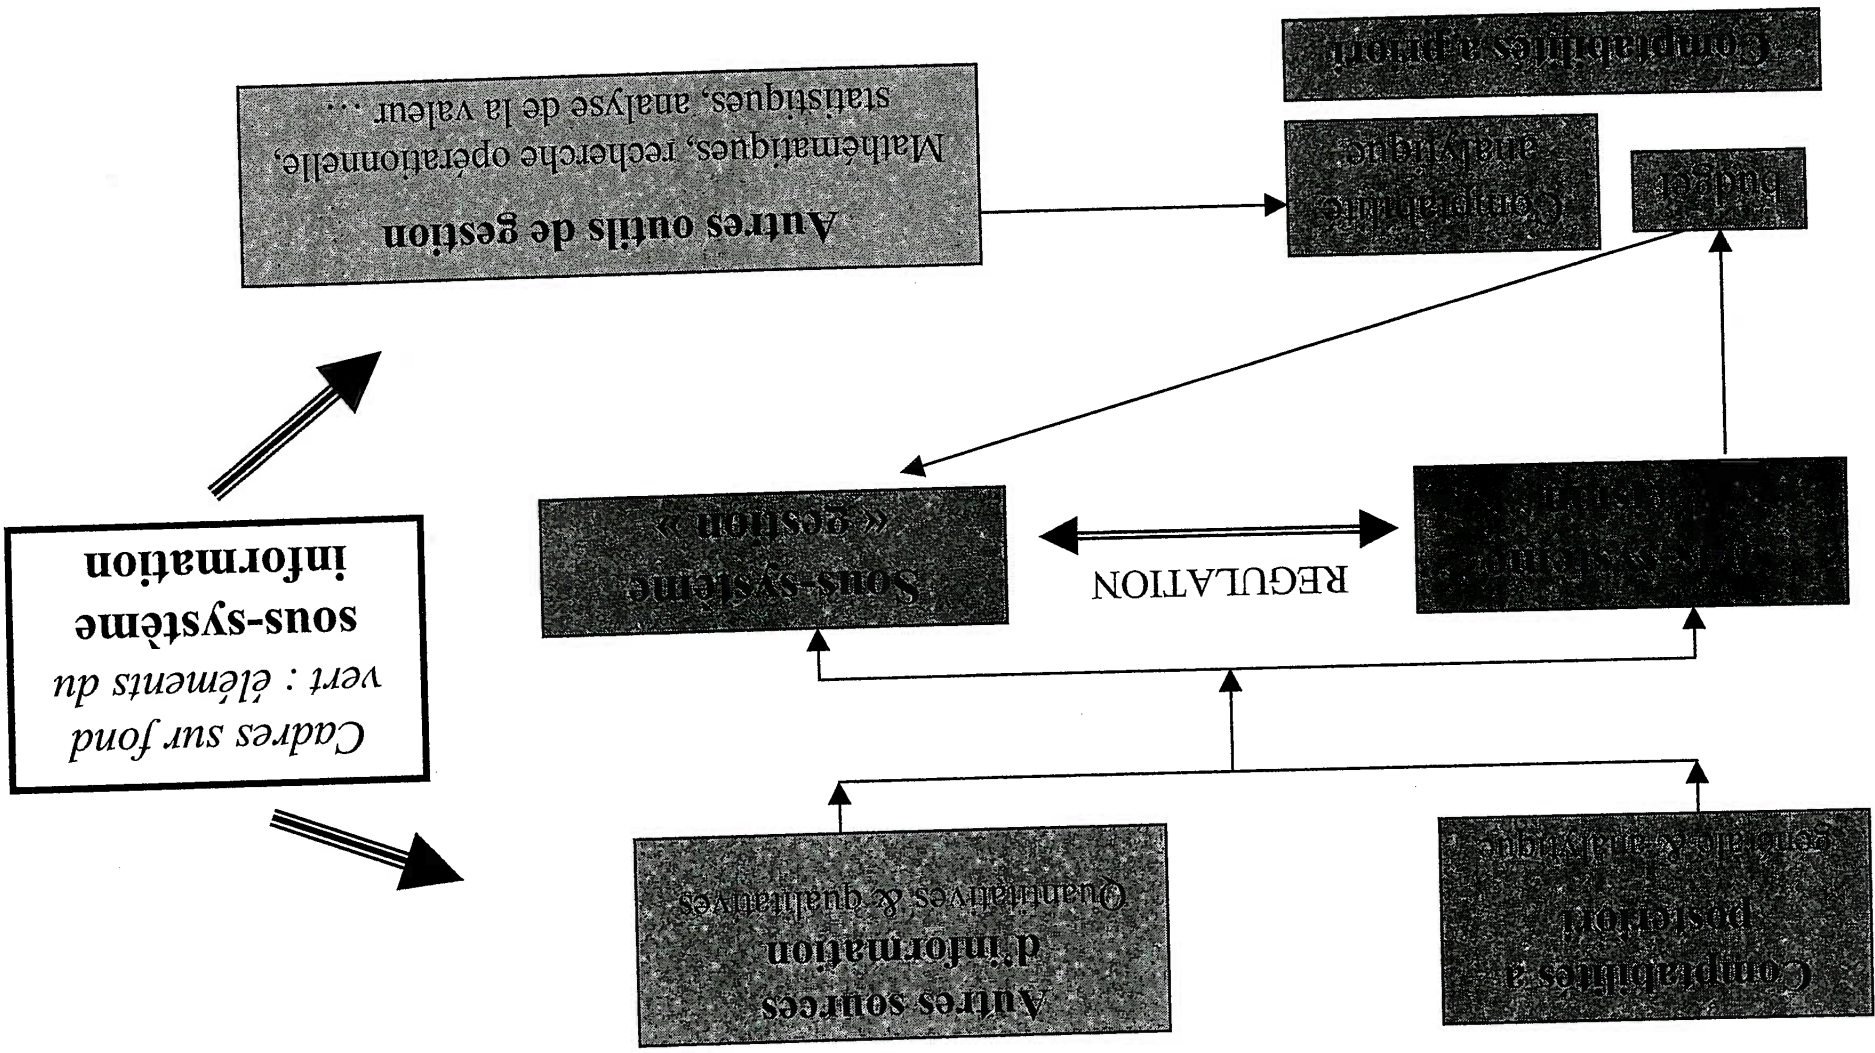 Comptabilités a
posteriori
générale & analytique
Autres sources
d'information
Quantitatives & qualitatives
Cadres sur fond
vert : éléments du
sous-système
information
système
REGULATION
Sous-système
« gestion »
budget
Comptabilité
analytique
Comptabilités a priori
Autres outils de gestion
Mathématiques, recherche opérationnelle,
statistiques, analyse de la valeur ...